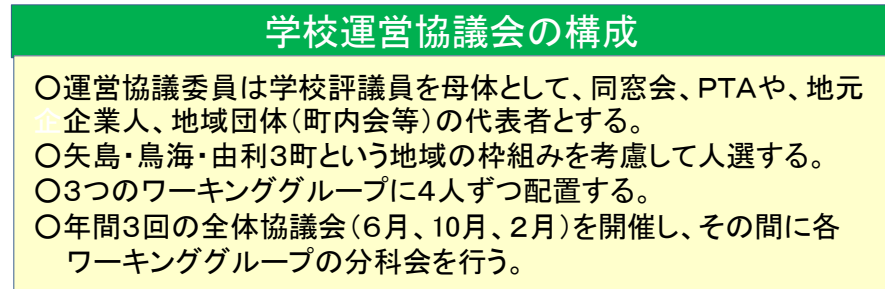 学校運営協議会の構成
〇運営協議委員は学校評議員を母体として、同窓会、PTAや、地元
企企業人、地域団体(町内会等)の代表者とする。
〇矢島・鳥海・由利3町という地域の枠組みを考慮して人選する。
〇3つのワーキンググループに4人ずつ配置する。
〇年間3回の全体協議会(6月、10月、2月)を開催し、その間に各
ワーキンググループの分科会を行う。